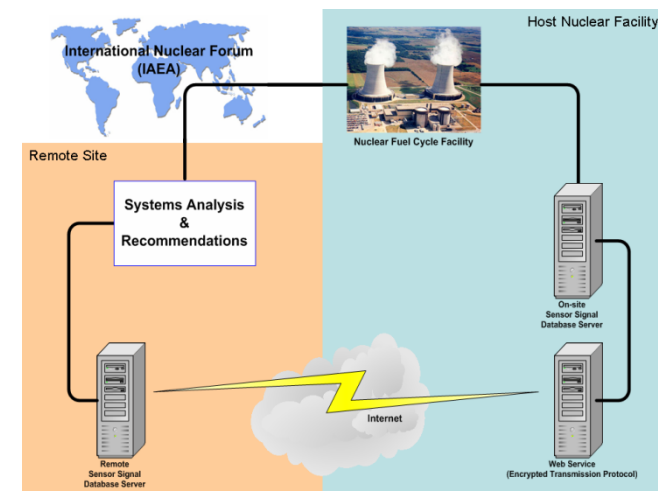 Host Nuclear Facility
International Nuclear Forum
(IAEA)
Nuclear Fuel Cycle Facility
Remote Site
Systems Analysis
&
Recommendations
On-site
Sensor Signal
Database Server
Internet
Remote
Sensor Signal
Database Server
Web Service
(Encrypted Transmission Protocol)